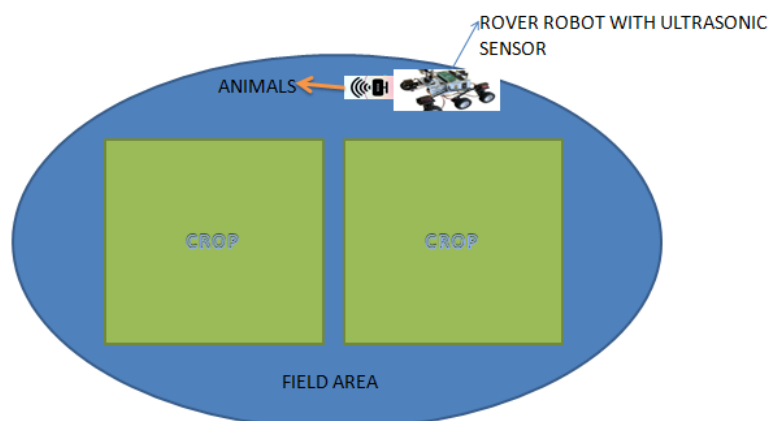 ROVER ROBOT WITH ULTRASONIC
SENSOR
ANIMALS
CROP
CROP
FIELD AREA